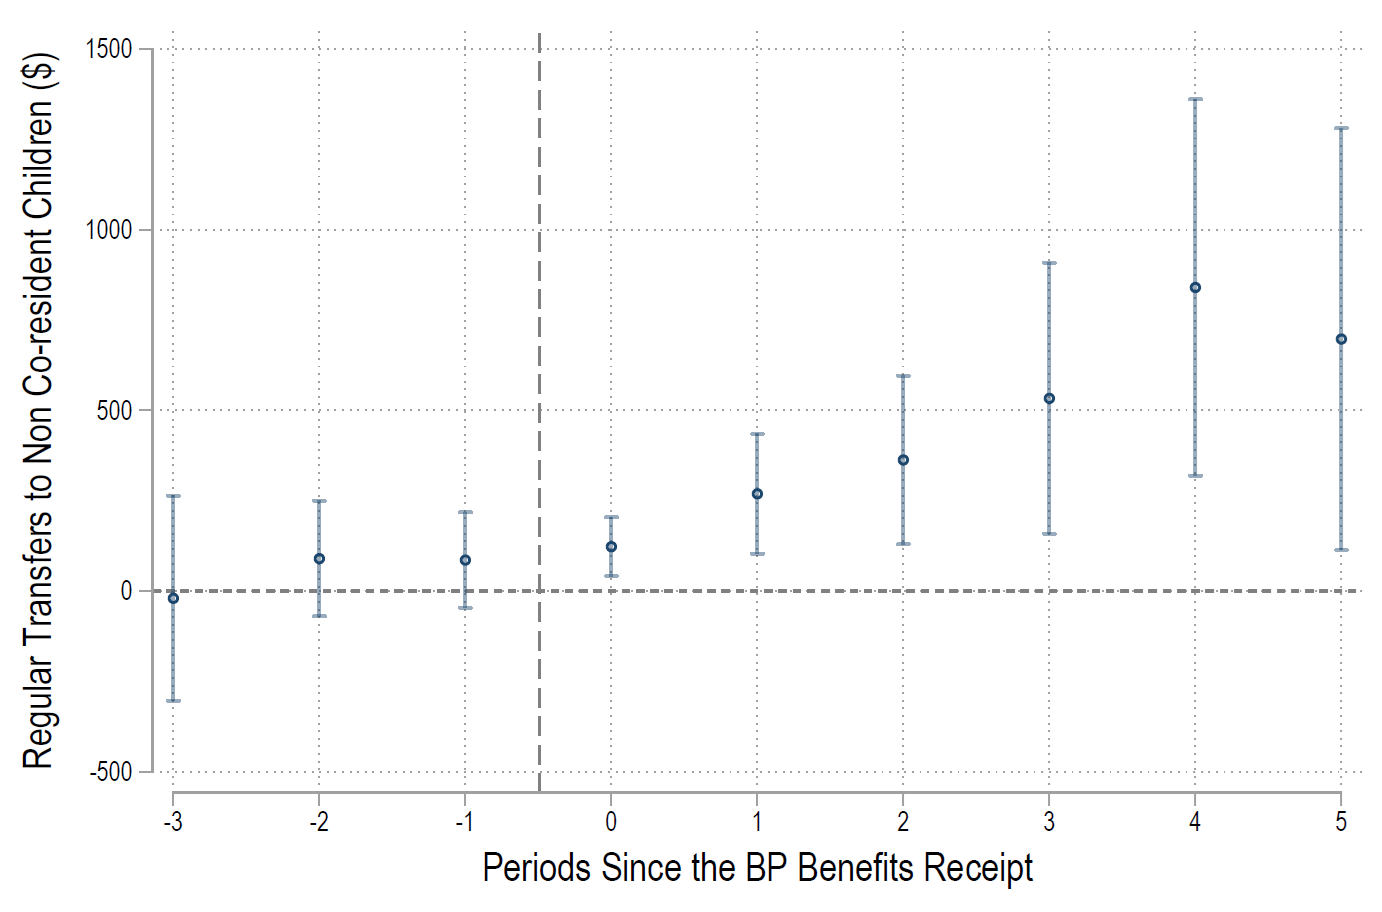 Regular Transfers to Non Co-resident Children ($)
1500
1000
500
0
-500
-3 -2 -1 0 1 2 3 4 5
Periods Since the BP Benefits Receipt